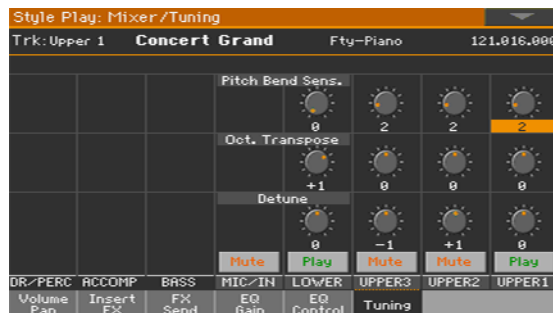 Style Play: Mixer/Tuning
Trk:Upper 1 Concert Grand Fty-Piano 121.016.000
Pitch Bend Sens.
0 2 2 2
Oct. Transpose
+1 0 0 0
Detune
0 -1 +1 0
Mute Play Mute Mute Play
DR/PERC ACCOMP BASS MIC/IN LOWER UPPER3 UPPER2 UPPER1
Volume Insert FX EQ EQ Tuning
Pan FX Send Gain Control